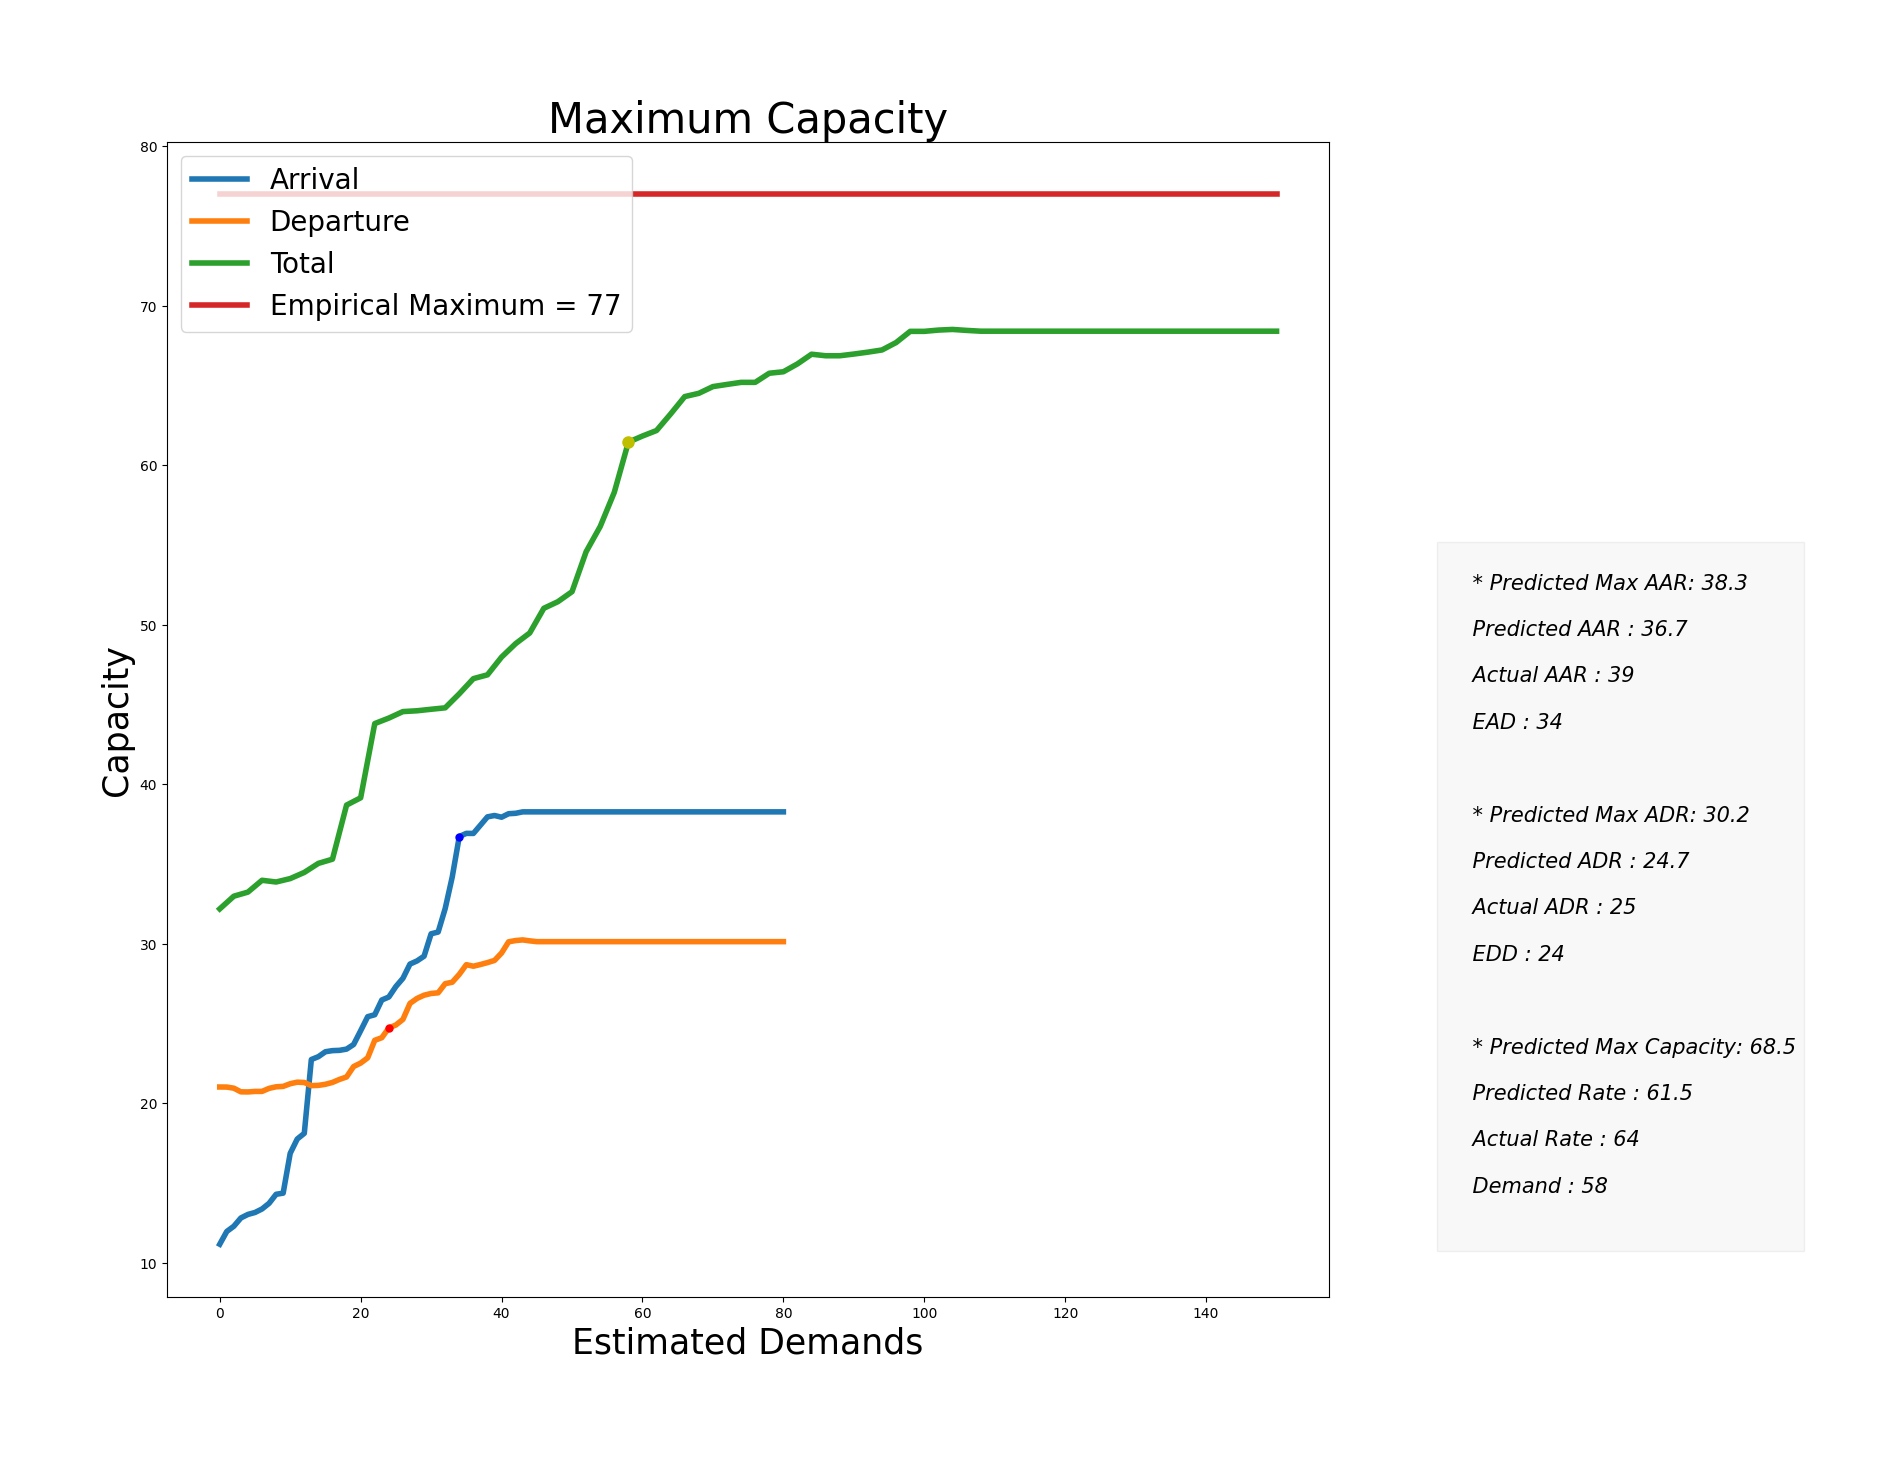 Maximum Capacity
Arrival
Departure
Total
Empirical Maximum = 77
80
70
60
50
40
30
20
10
Capacity
0 20 40 60 80 100 120 140
Estimated Demands
* Predicted Max AAR: 38.3
Predicted AAR : 36.7
Actual AAR : 39
EAD : 34
* Predicted Max ADR: 30.2
Predicted ADR : 24.7
Actual ADR : 25
EDD : 24
* Predicted Max Capacity: 68.5
Predicted Rate : 61.5
Actual Rate : 64
Demand : 58